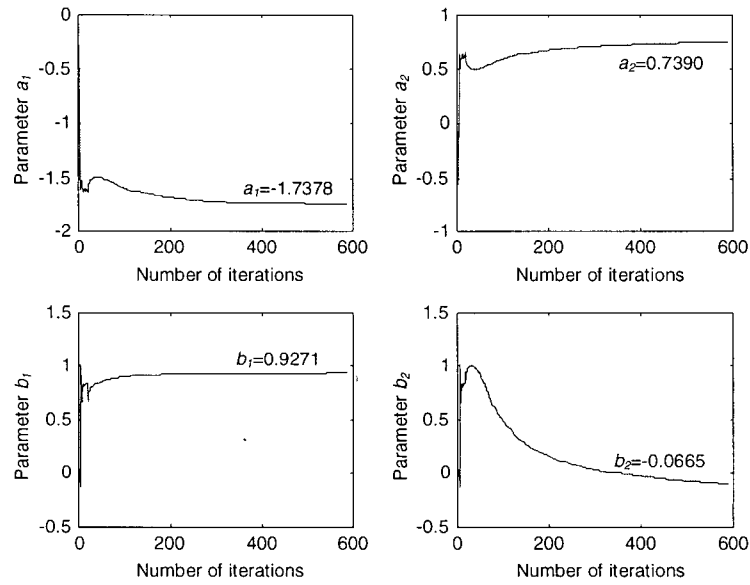 0
-0.5
-1
-1.5
-2
Parameter a1
a1=-1.7378
0 200 400 600
Number of iterations
1
0.5
0
-0.5
-1
Parameter a2
a2=0.7390
0 200 400 600
Number of iterations
1.5
1
0.5
0
-0.5
Parameter b1
b1=0.9271
0 200 400 600
Number of iterations
1.5
1
0.5
0
-0.5
Parameter b2
b2=-0.0665
0 200 400 600
Number of iterations